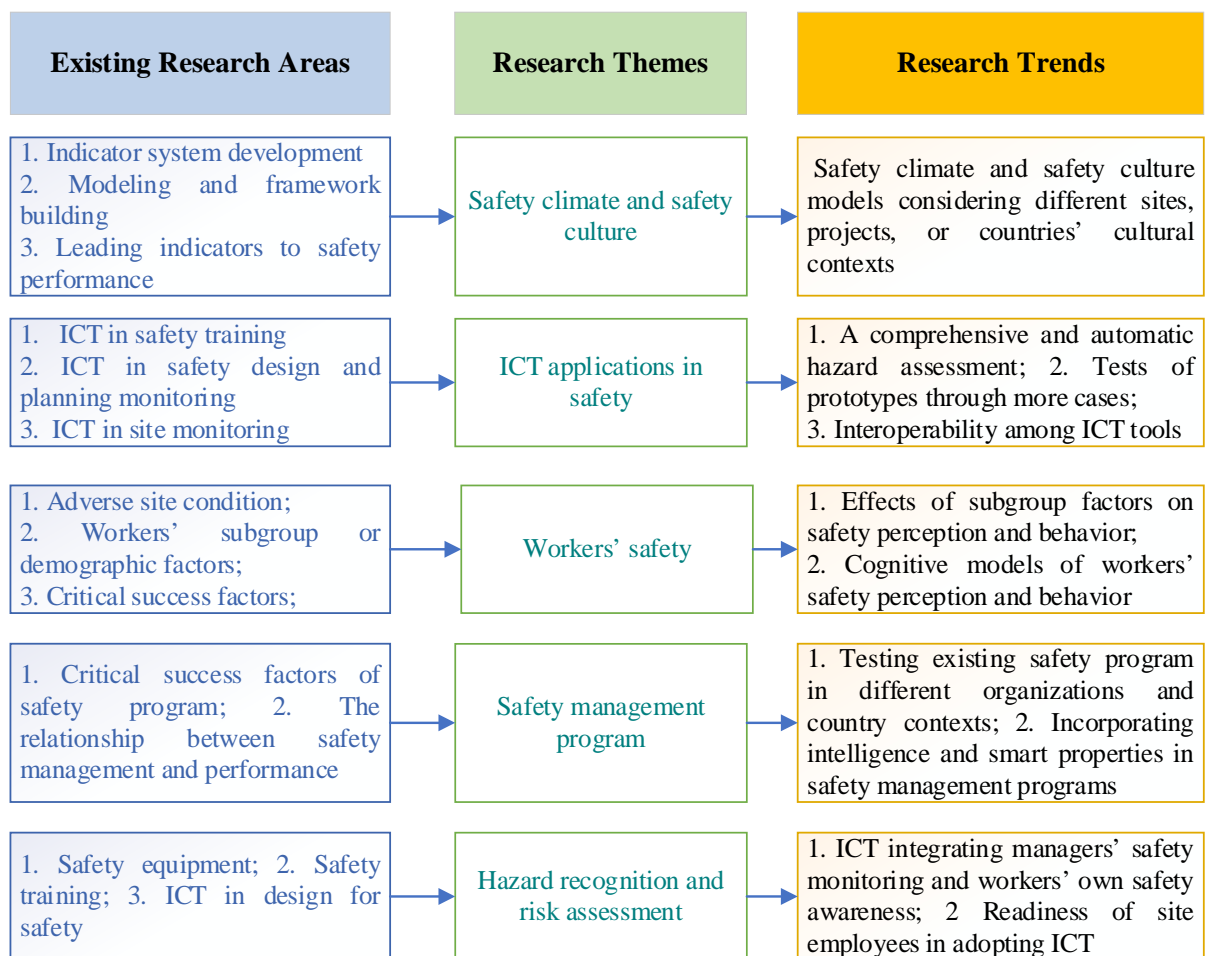 Existing Research Areas
Research Themes
Research Trends
1. Indicator system development
2. Modeling and framework
building
3. Leading indicators to safety
performance
Safety climate and safety
culture
Safety climate and safety culture
models considering different sites,
projects, or countries’ cultural
contexts
1. ICT in safety training
2. ICT in safety design and
planning monitoring
3. ICT in site monitoring
ICT applications in
safety
1. A comprehensive and automatic
hazard assessment; 2. Tests of
prototypes through more cases;
3. Interoperability among ICT tools
1. Adverse site condition;
2. Workers’ subgroup or
demographic factors;
3. Critical success factors;
Workers’ safety
1. Effects of subgroup factors on
safety perception and behavior;
2. Cognitive models of workers’
safety perception and behavior
1. Critical success factors of
safety program; 2. The
relationship between safety
management and performance
Safety management
program
1. Testing existing safety program
in different organizations and
country contexts; 2. Incorporating
intelligence and smart properties in
safety management programs
1. Safety equipment; 2. Safety
training; 3. ICT in design for
safety
Hazard recognition and
risk assessment
1. ICT integrating managers’ safety
monitoring and workers’ own safety
awareness; 2 Readiness of site
employees in adopting ICT